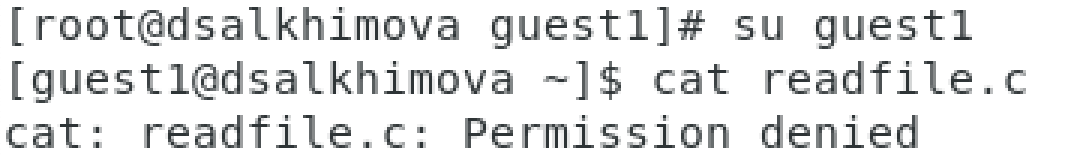 [root@dsalkhimova guest1]# su guest1
[guest1@dsalkhimova ~]$ cat readfile.c
cat: readfile.c: Permission denied